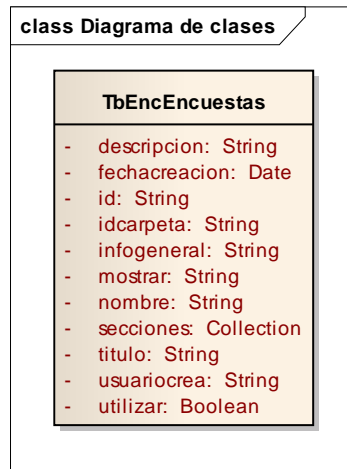 class Diagrama de clases
TbEncEncuestas
- descripcion: String
- fechacreacion: Date
- id: String
- idcarpeta: String
- infogeneral: String
- mostrar: String
- nombre: String
- secciones: Collection
- titulo: String
- usuariocrea: String
- utilizar: Boolean